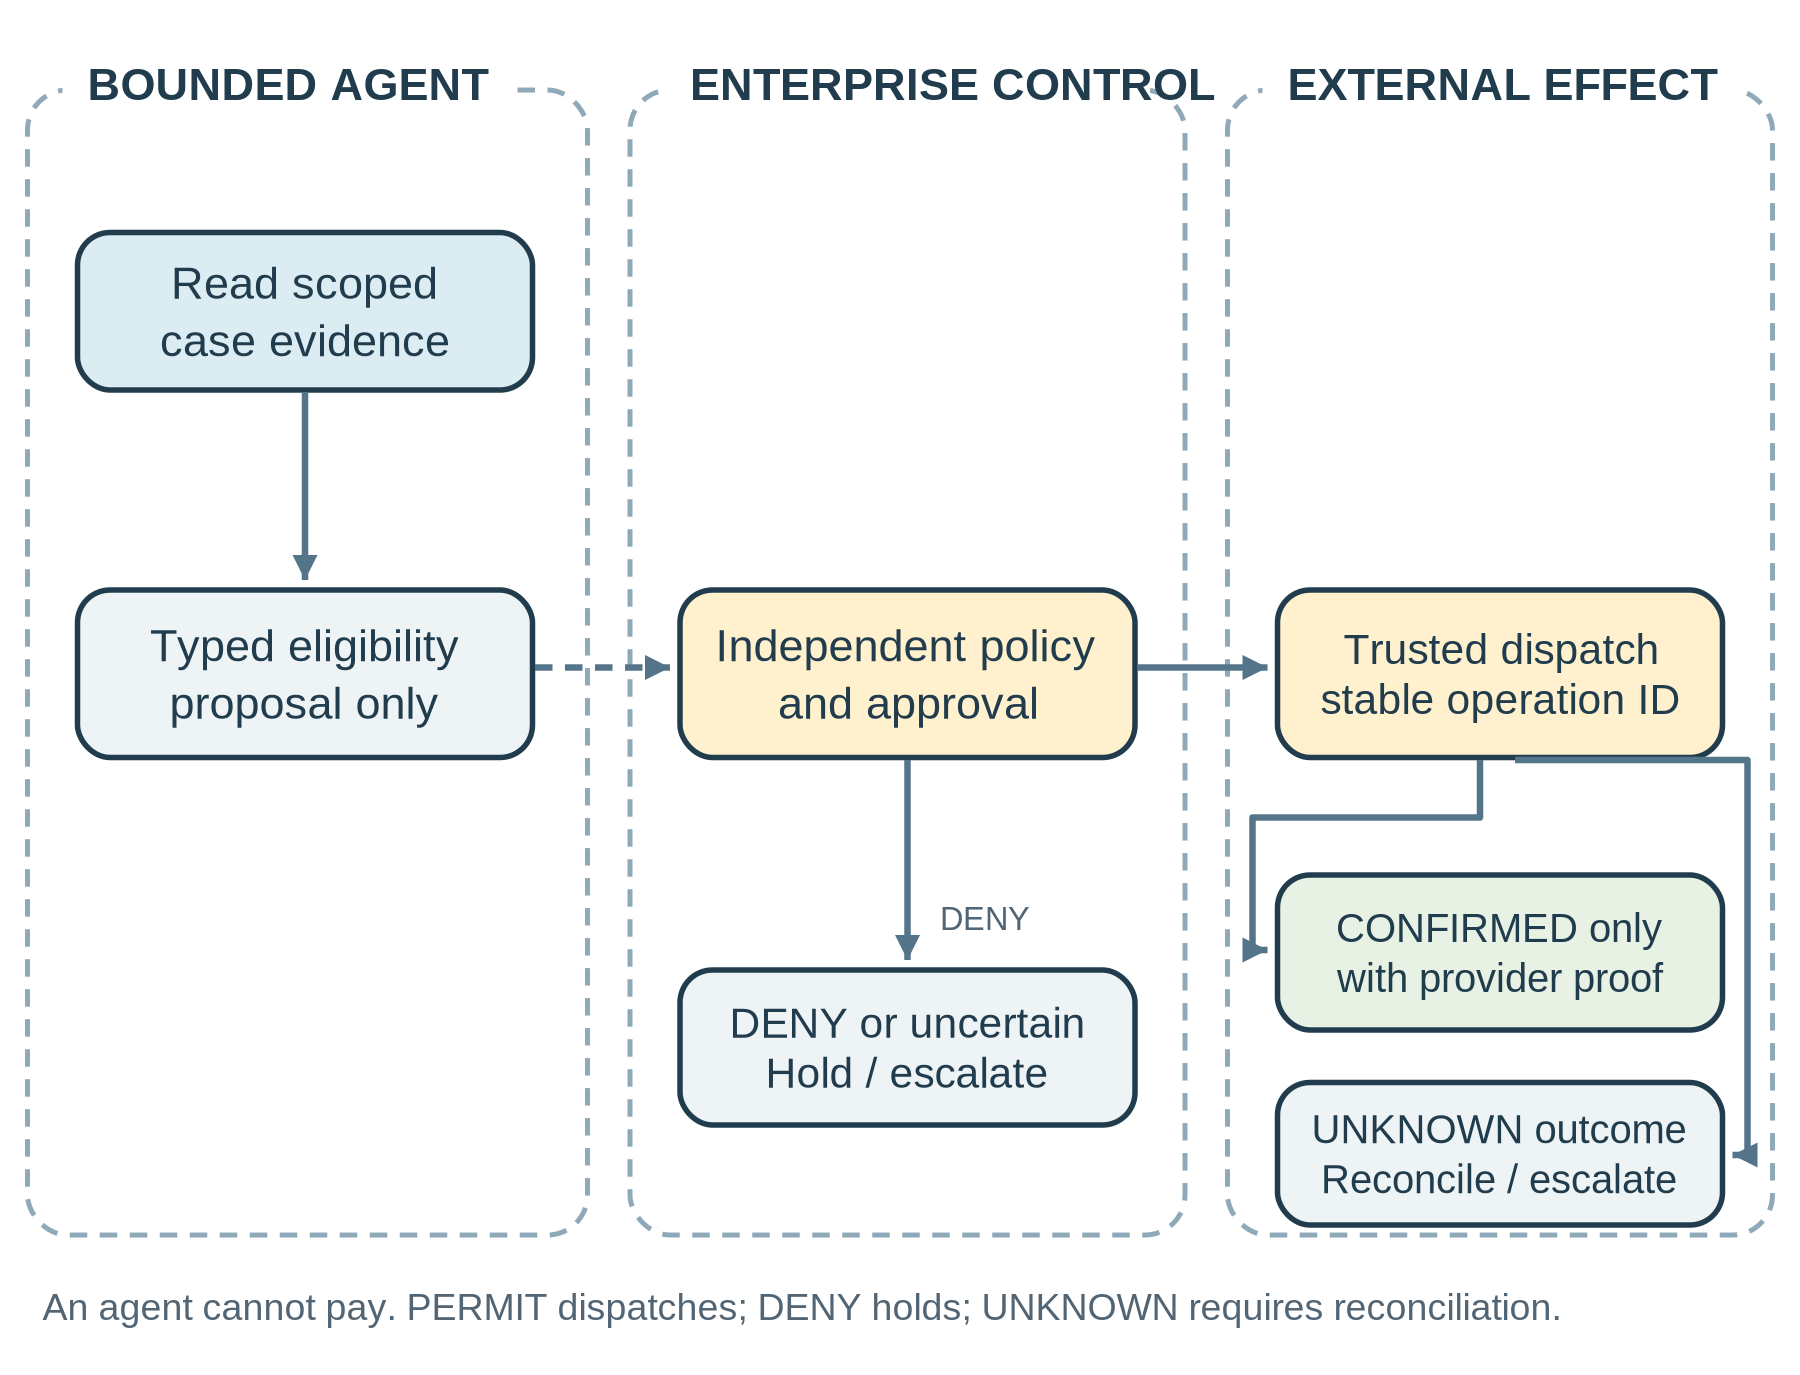 BOUNDED AGENT
ENTERPRISE CONTROL
EXTERNAL EFFECT
Read scoped
case evidence
Typed eligibility
proposal only
Independent policy
and approval
Trusted dispatch
stable operation ID
DENY
DENY or uncertain
Hold / escalate
CONFIRMED only
with provider proof
UNKNOWN outcome
Reconcile / escalate
An agent cannot pay. PERMIT dispatches; DENY holds; UNKNOWN requires reconciliation.